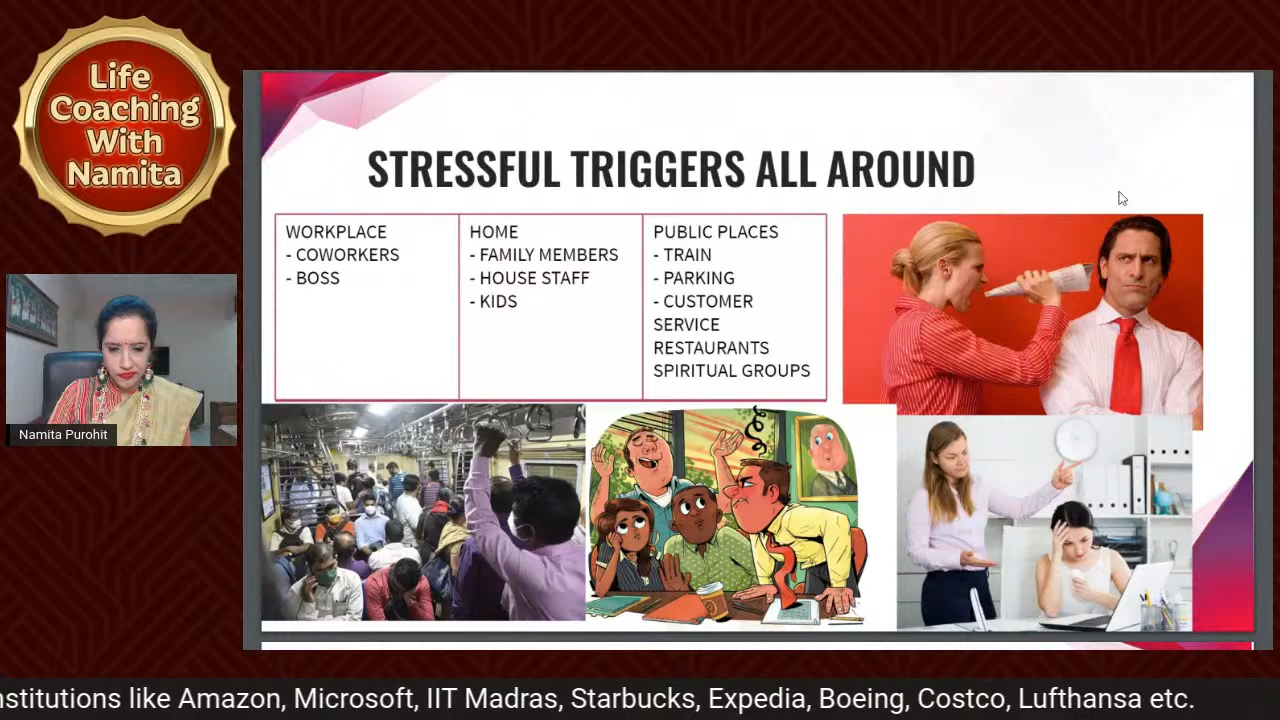 Life
Coaching
With
Namita
Namita Purohit
STRESSFUL TRIGGERS ALL AROUND
WORKPLACE
- COWORKERS
- BOSS
HOME
- FAMILY MEMBERS
- HOUSE STAFF
- KIDS
PUBLIC PLACES
- TRAIN
- PARKING
- CUSTOMER
SERVICE
RESTAURANTS
SPIRITUAL GROUPS
nstitutions like Amazon, Microsoft, IIT Madras, Starbucks, Expedia, Boeing, Costco, Lufthansa etc.